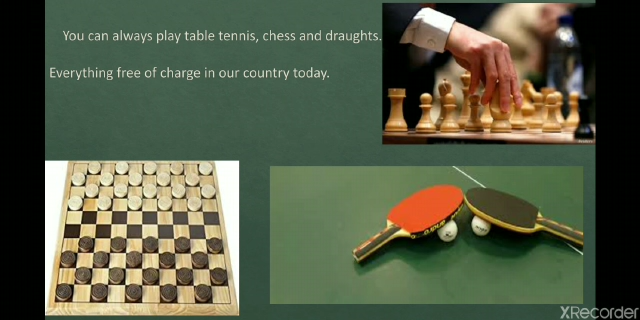 You can always play table tennis, chess and draughts.
Everything free of charge in our country today.
XRecorder